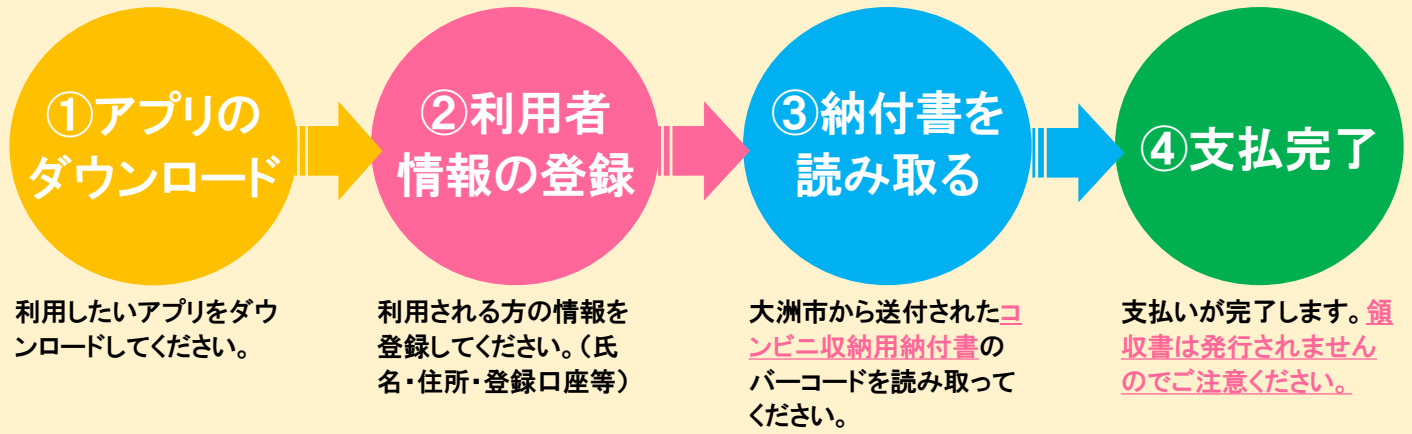 ①アプリの
ダウンロード
②利用者
情報の登録
③納付書を
読み取る
④支払完了
利用したいアプリをダウ
ンロードしてください。
利用される方の情報を
登録してください。（氏
名・住所・登録口座等）
大洲市から送付されたコ
ンビニ収納用納付書の
バーコードを読み取って
ください。
支払いが完了します。領
収書は発行されません
のでご注意ください。